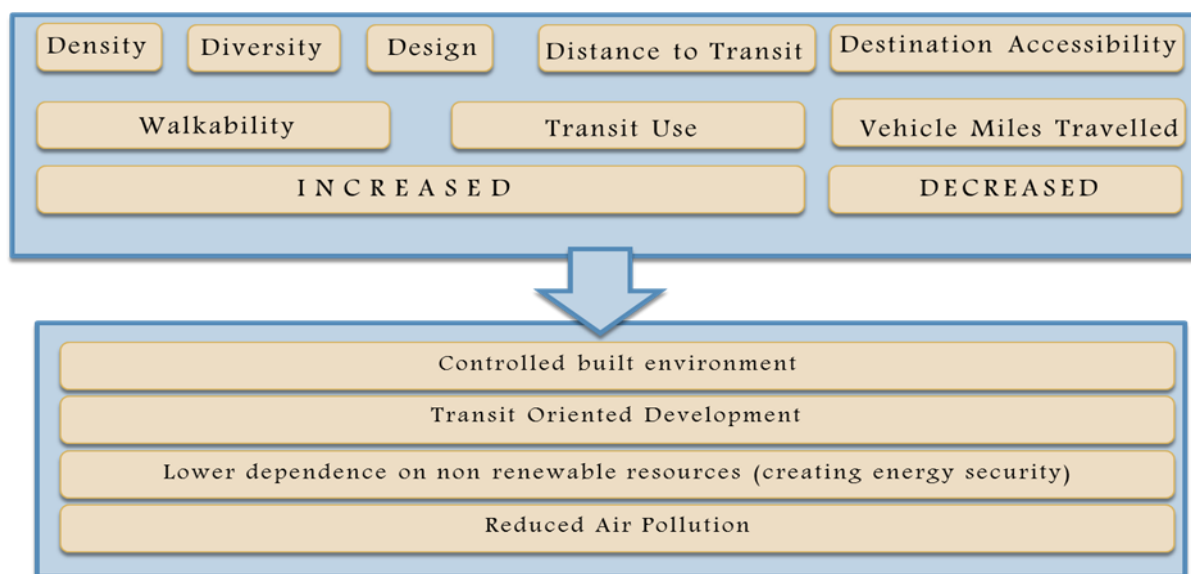 Density
Diversity
Design
Distance to Transit
Destination Accessibility
Walkability
Transit Use
Vehicle Miles Travelled
INCREASED
DECREASED
Controlled built environment
Transit Oriented Development
Lower dependence on non renewable resources (creating energy security)
Reduced Air Pollution